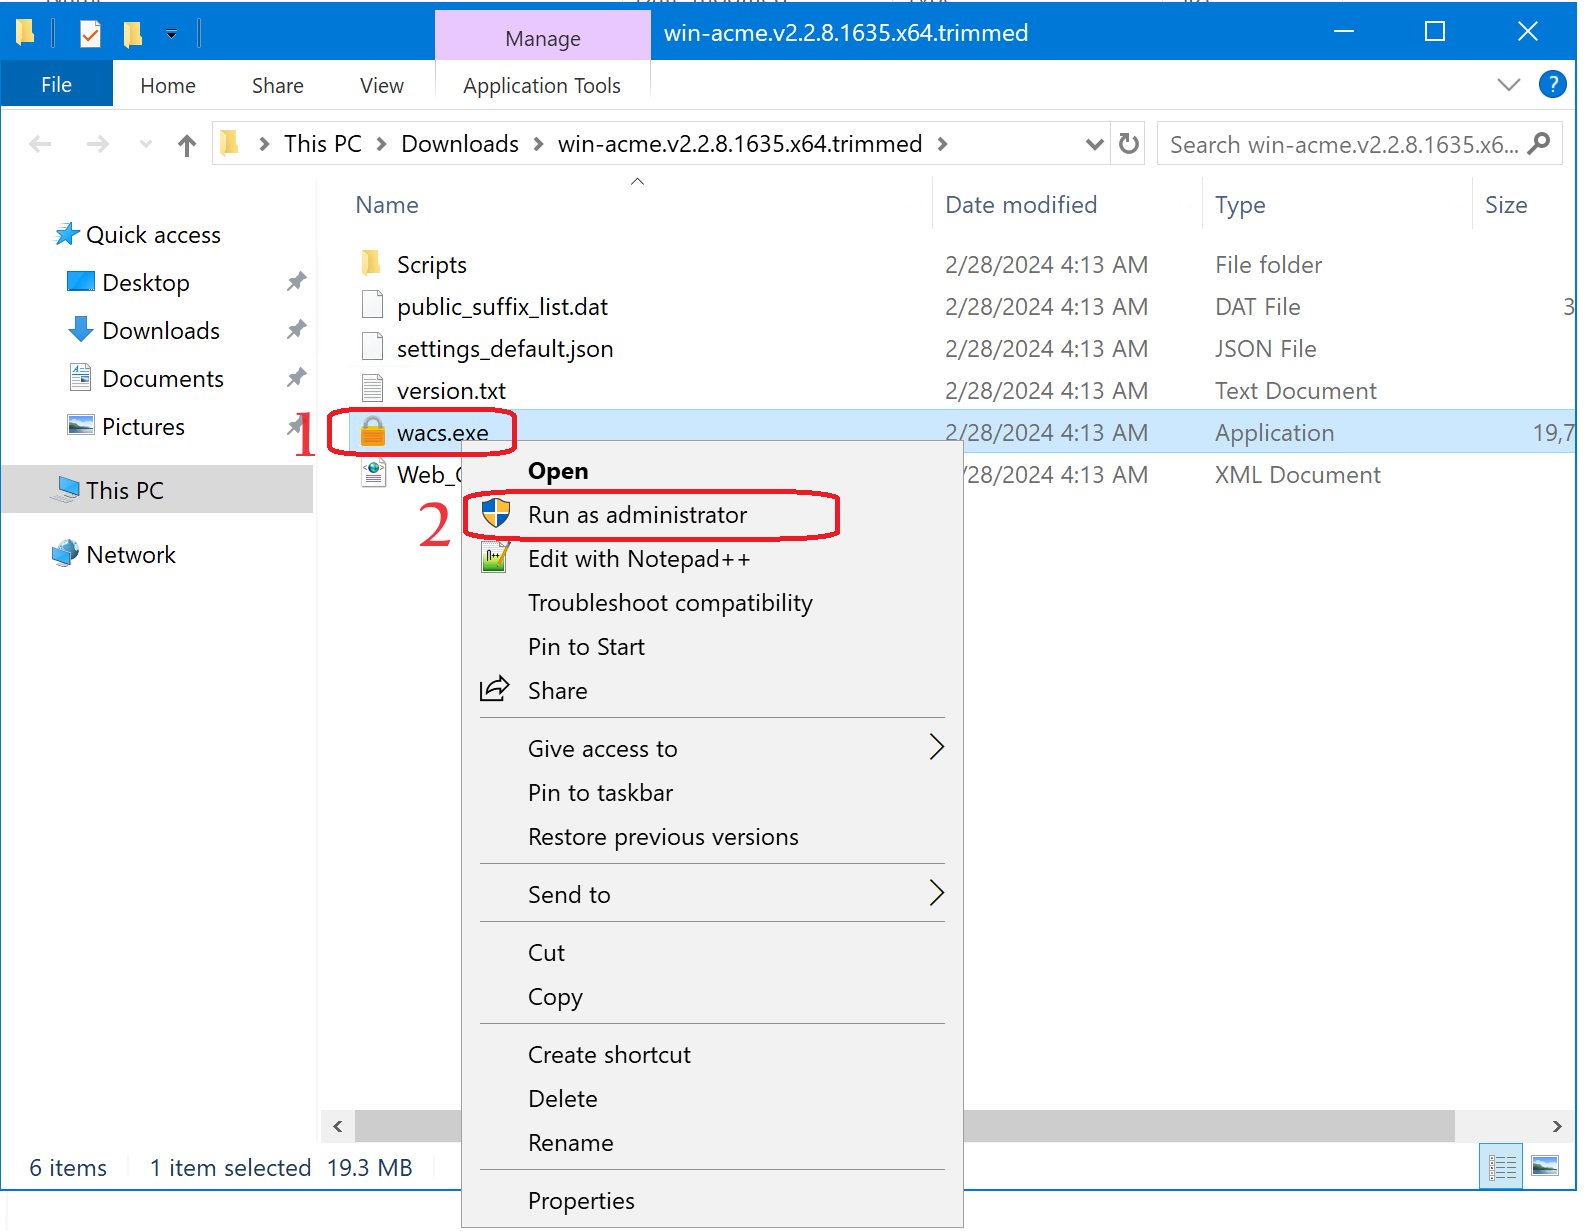 Manage
win-acme.v2.2.8.1635.x64.trimmed
File
Home
Share
View
Application Tools
?
This PC
Downloads
win-acme.v2.2.8.1635.x64.trimmed
Search win-acme.v2.2.8.1635.x6...
Name
Date modified
Type
Size
Quick access
Desktop
Downloads
Documents
Pictures
This PC
Network
Scripts 2/28/2024 4:13 AM File folder
public_suffix_list.dat 2/28/2024 4:13 AM DAT File 3
settings_default.json 2/28/2024 4:13 AM JSON File
version.txt 2/28/2024 4:13 AM Text Document
1 wacs.exe 2/28/2024 4:13 AM Application 19,7
Web_ /28/2024 4:13 AM XML Document
Open
2 Run as administrator
Edit with Notepad++
Troubleshoot compatibility
Pin to Start
Share
Give access to
Pin to taskbar
Restore previous versions
Send to
Cut
Copy
Create shortcut
Delete
Rename
Properties
6 items 1 item selected 19.3 MB